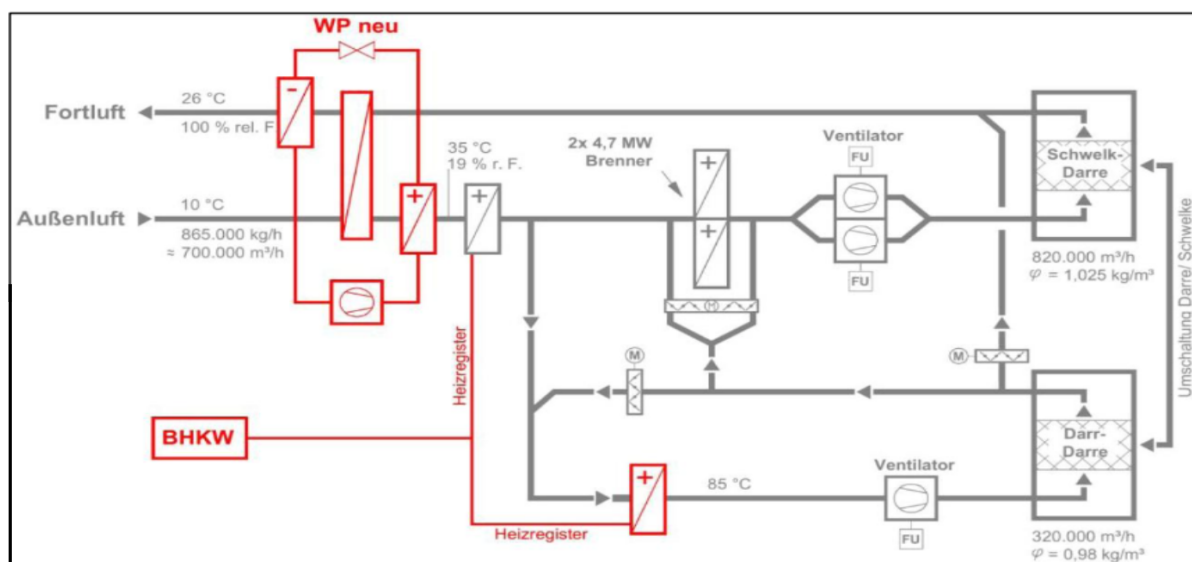 WP neu
Fortluft
26 °C
100 % rel. F
-
Außenluft
10 °C
865.000 kg/h
≈ 700.000 m³/h
+
35 °C
19 % r. F.
+
2x 4,7 MW
Brenner
+
+
Ventilator
FU
FU
Schwelk-
Darre
820.000 m³/h
φ = 1,025 kg/m³
Umschaltung Darre/ Schwelke
Heizregister
M
H
M
BHKW
Heizregister
+
85 °C
Ventilator
FU
Darr-
Darre
320.000 m³/h
φ = 0,98 kg/m³